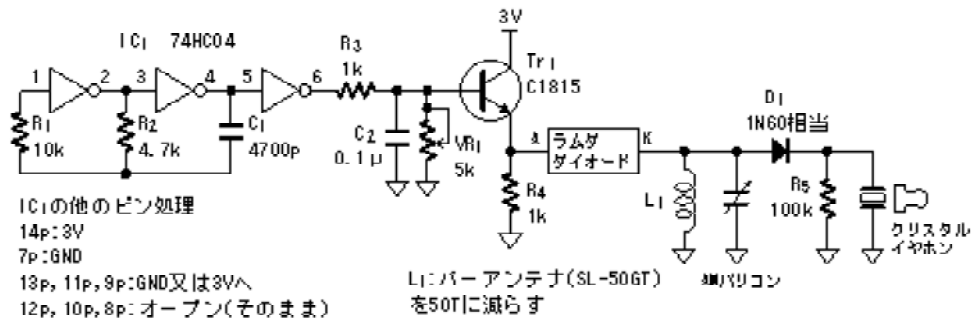 3V
IC1 74HC04
Tr1
C1815
R3
1k
1 2 3 4 5 6
D1
1N60相当
A ラムダ K
ダイオード
R1
10k
R2
4.7k
C1
4700p
C2
0.1μ
VR1
5k
R4
1k
L1
R5
100k
クリスタル
イヤホン
IC1の他のピン処理
14p:3V
7p:GND
13p,11p,9p:GND又は3Vへ
12p,10p,8p:オープン(そのまま)
L1:バーアンテナ(SL-50GT)
を50Tに減らす
バリコン